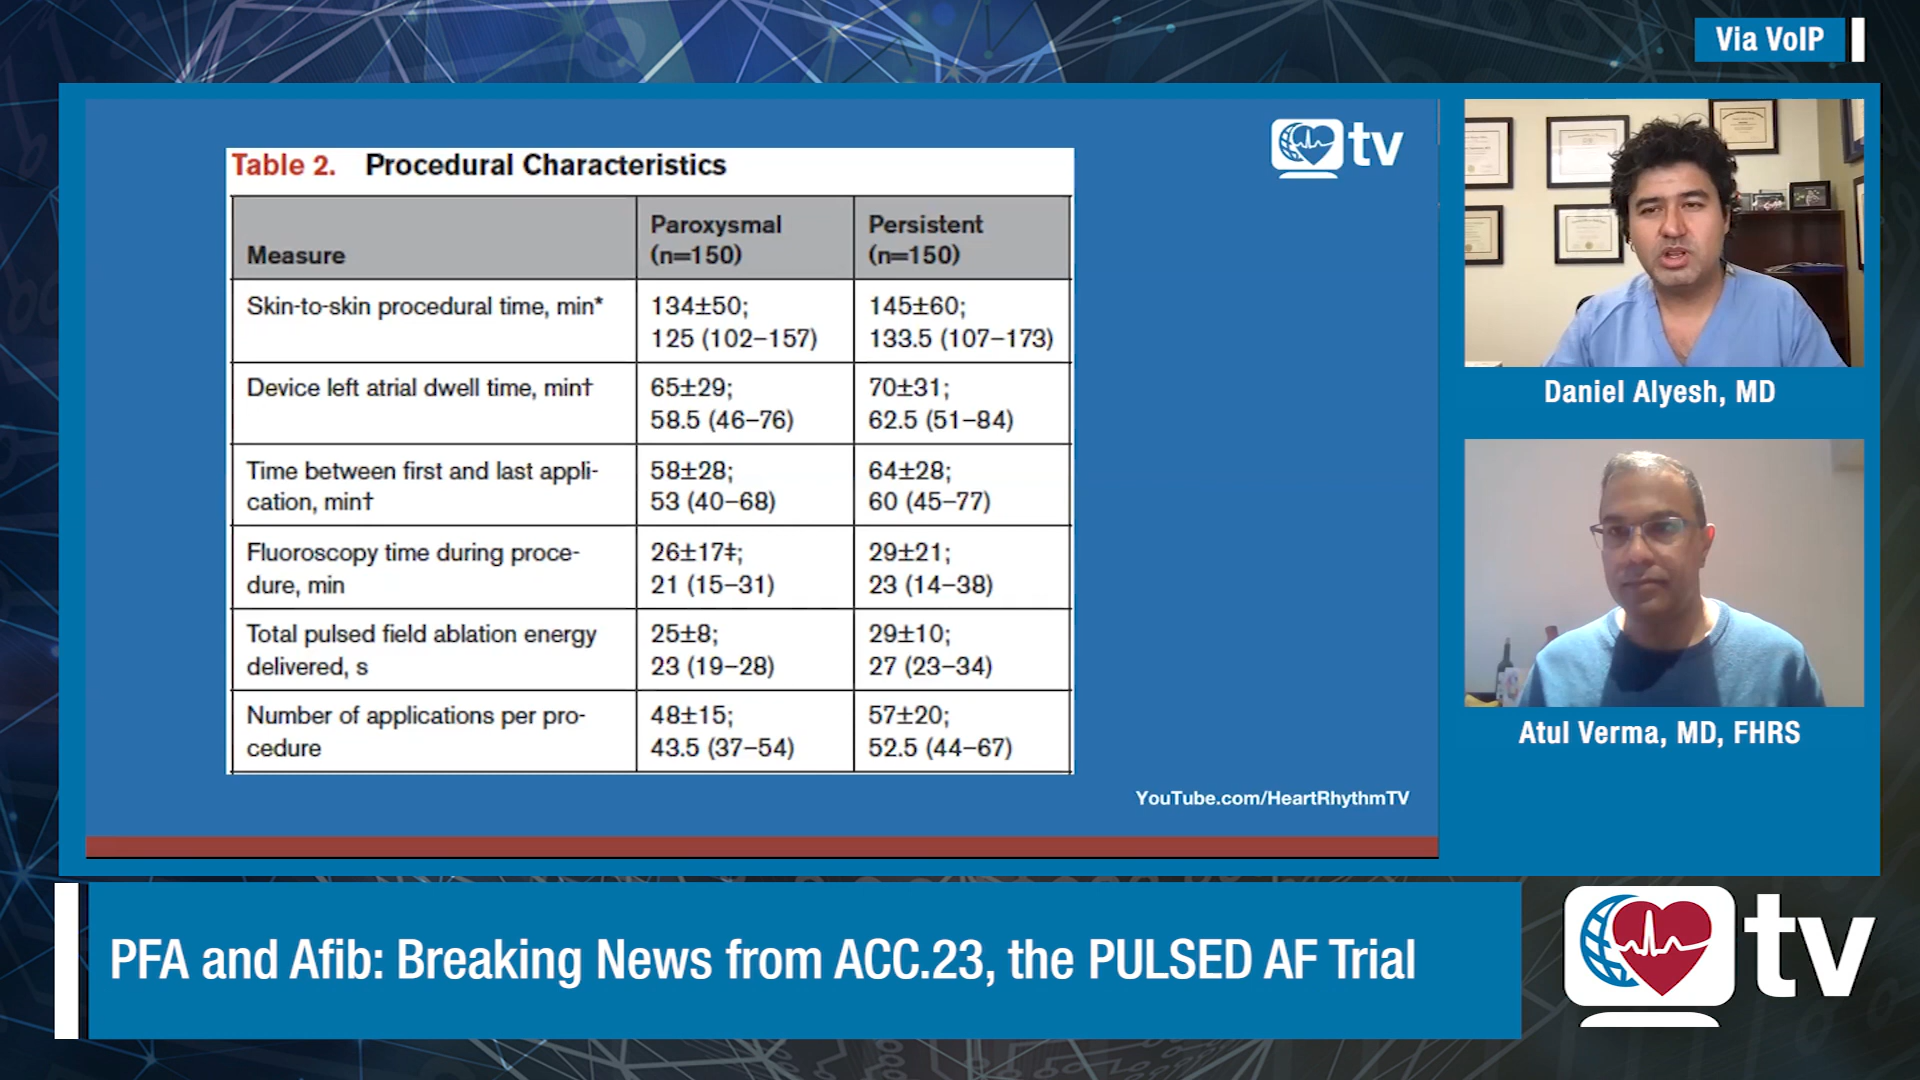 Via VoIP
tv
Table 2. Procedural Characteristics
Measure
Paroxysmal
(n=150)
Persistent
(n=150)
Skin-to-skin procedural time, min*
134±50;
125 (102–157)
145±60;
133.5 (107–173)
Device left atrial dwell time, min†
65±29;
58.5 (46–76)
70±31;
62.5 (51–84)
Time between first and last appli-
cation, min†
58±28;
53 (40–68)
64±28;
60 (45–77)
Fluoroscopy time during proce-
dure, min
26±17‡;
21 (15–31)
29±21;
23 (14–38)
Total pulsed field ablation energy
delivered, s
25±8;
23 (19–28)
29±10;
27 (23–34)
Number of applications per pro-
cedure
48±15;
43.5 (37–54)
57±20;
52.5 (44–67)
YouTube.com/HeartRhythmTV
Daniel Alyesh, MD
Atul Verma, MD, FHRS
PFA and Afib: Breaking News from ACC.23, the PULSED AF Trial
tv